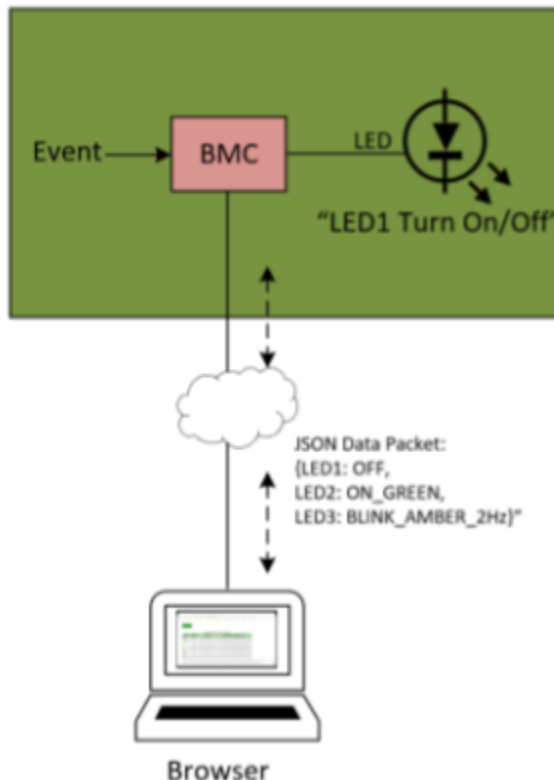 Event
BMC
LED
“LED1 Turn On/Off”
JSON Data Packet:
{LED1: OFF,
LED2: ON_GREEN,
LED3: BLINK_AMBER_2Hz}”
Browser